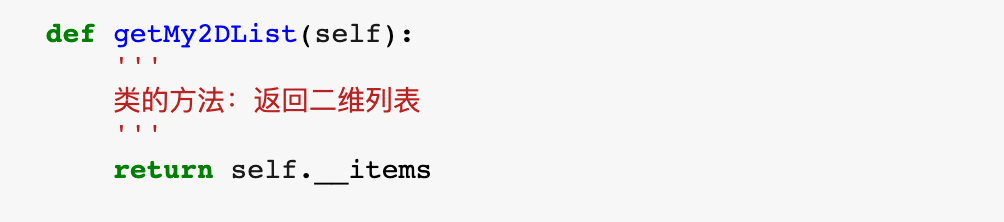 def getMy2DList(self):
    '''
    类的方法：返回二维列表
    '''
    return self.__items